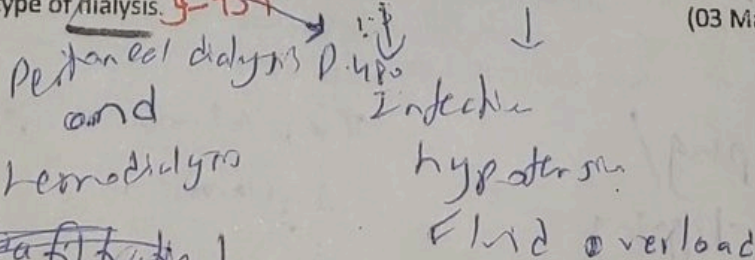 ype of dialysis.
(03 M
Peritoneal dialysis
and
Infection
hemodialysis
hypotension
Fluid overload